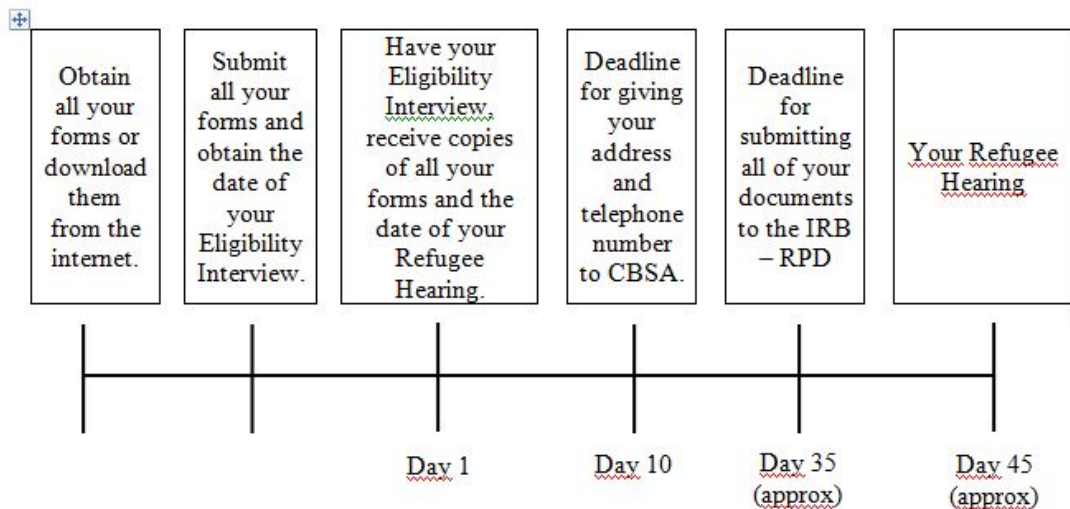 Obtain
all your
forms or
download
them
from the
internet.
Submit
all your
forms and
obtain the
date of
your
Eligibility
Interview.
Have your
Eligibility
Interview,
receive copies
of all your
forms and the
date of your
Refugee
Hearing.
Deadline
for giving
your
address
and
telephone
number
to CBSA.
Deadline
for
submitting
all of your
documents
to the IRB
– RPD
Your Refugee
Hearing
Day 1
Day 10
Day 35
(approx)
Day 45
(approx)